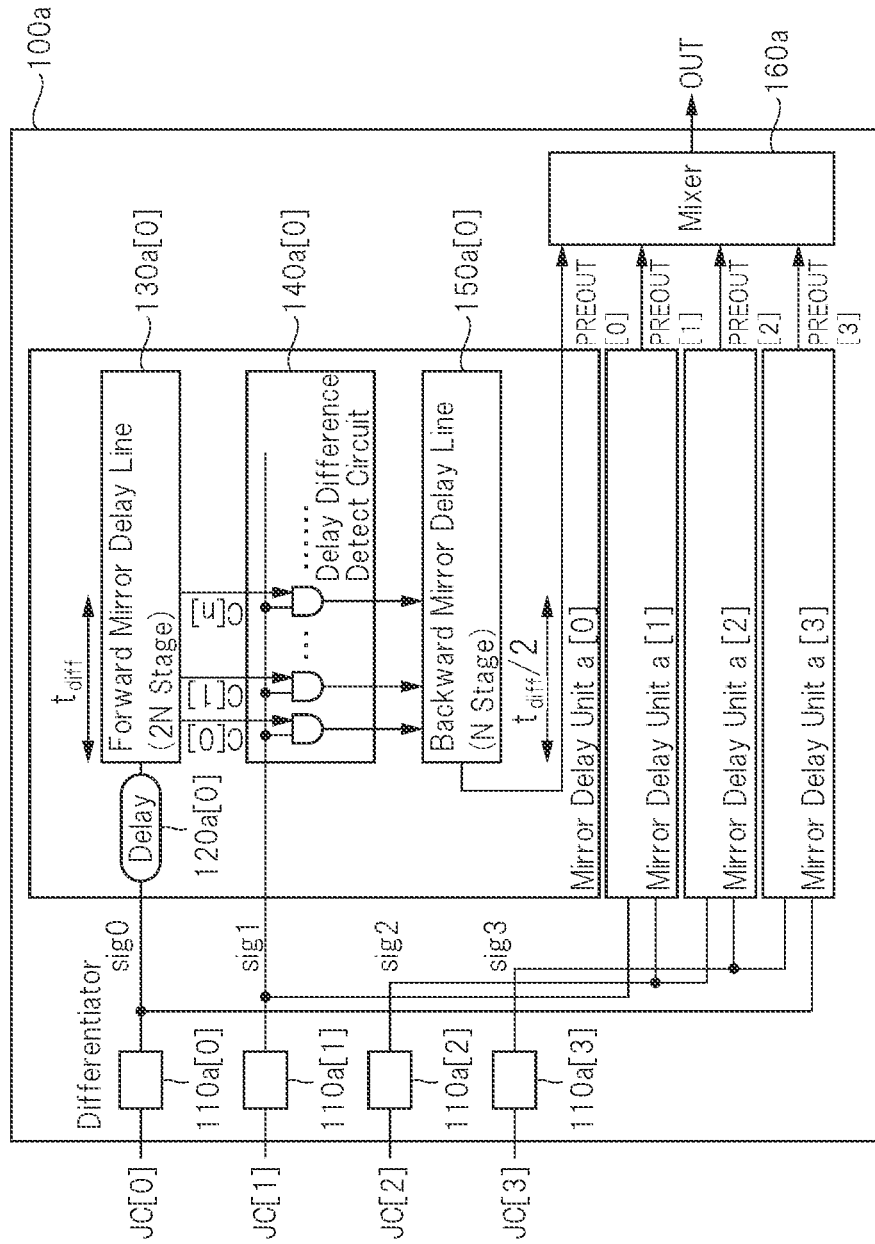 100a
Differentiator
JC[0]
110a[0]
sig0
JC[1]
110a[1]
sig1
JC[2]
110a[2]
sig2
JC[3]
110a[3]
sig3
Delay
120a[0]
t_diff
Forward Mirror Delay Line
(2N Stage)
130a[0]
C[0]
C[1]
C[n]
Delay Difference
Detect Circuit
140a[0]
Backward Mirror Delay Line
(N Stage)
150a[0]
t_diff/2
Mirror Delay Unit a [0]
Mirror Delay Unit a [1]
Mirror Delay Unit a [2]
Mirror Delay Unit a [3]
PREOUT
[0]
PREOUT
[1]
PREOUT
[2]
PREOUT
[3]
Mixer
160a
OUT